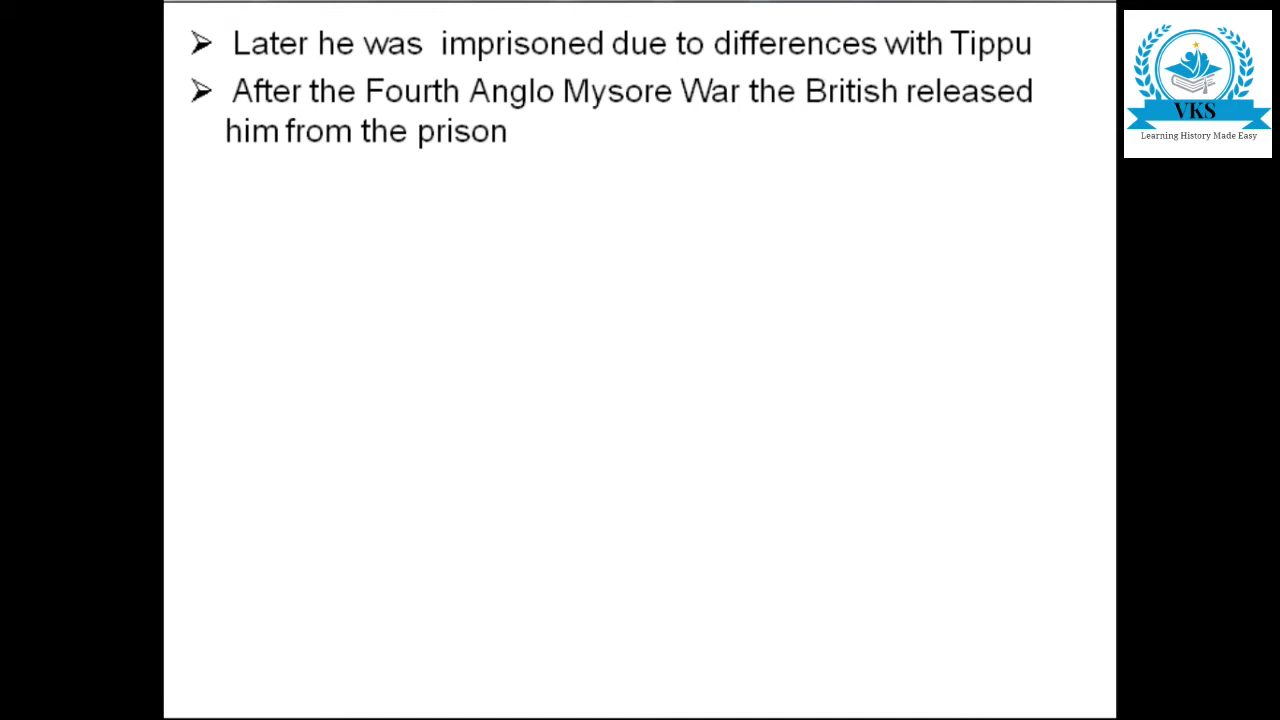 ➢ Later he was imprisoned due to differences with Tippu
➢ After the Fourth Anglo Mysore War the British released
him from the prison
VKS
Learning History Made Easy